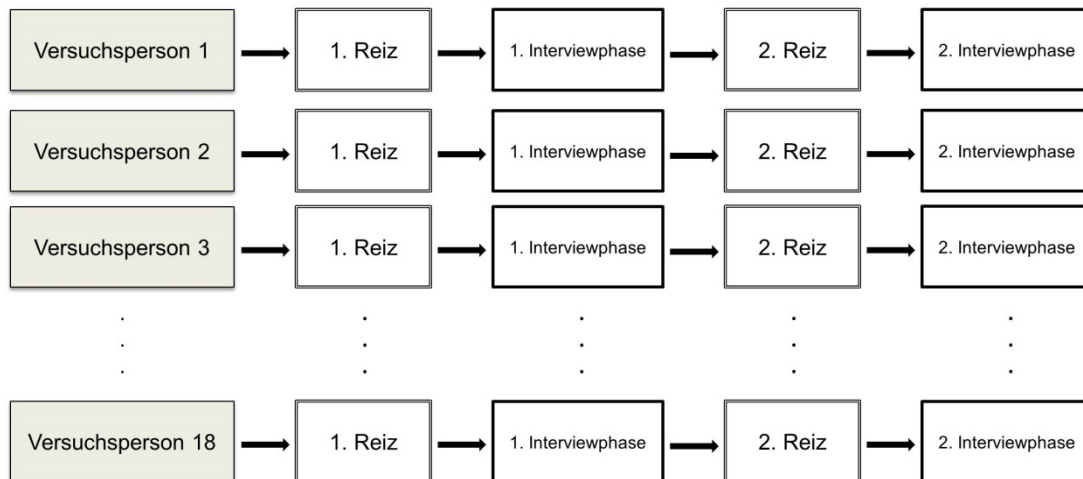 Versuchsperson 1
1. Reiz
1. Interviewphase
2. Reiz
2. Interviewphase
Versuchsperson 2
1. Reiz
1. Interviewphase
2. Reiz
2. Interviewphase
Versuchsperson 3
1. Reiz
1. Interviewphase
2. Reiz
2. Interviewphase
Versuchsperson 18
1. Reiz
1. Interviewphase
2. Reiz
2. Interviewphase